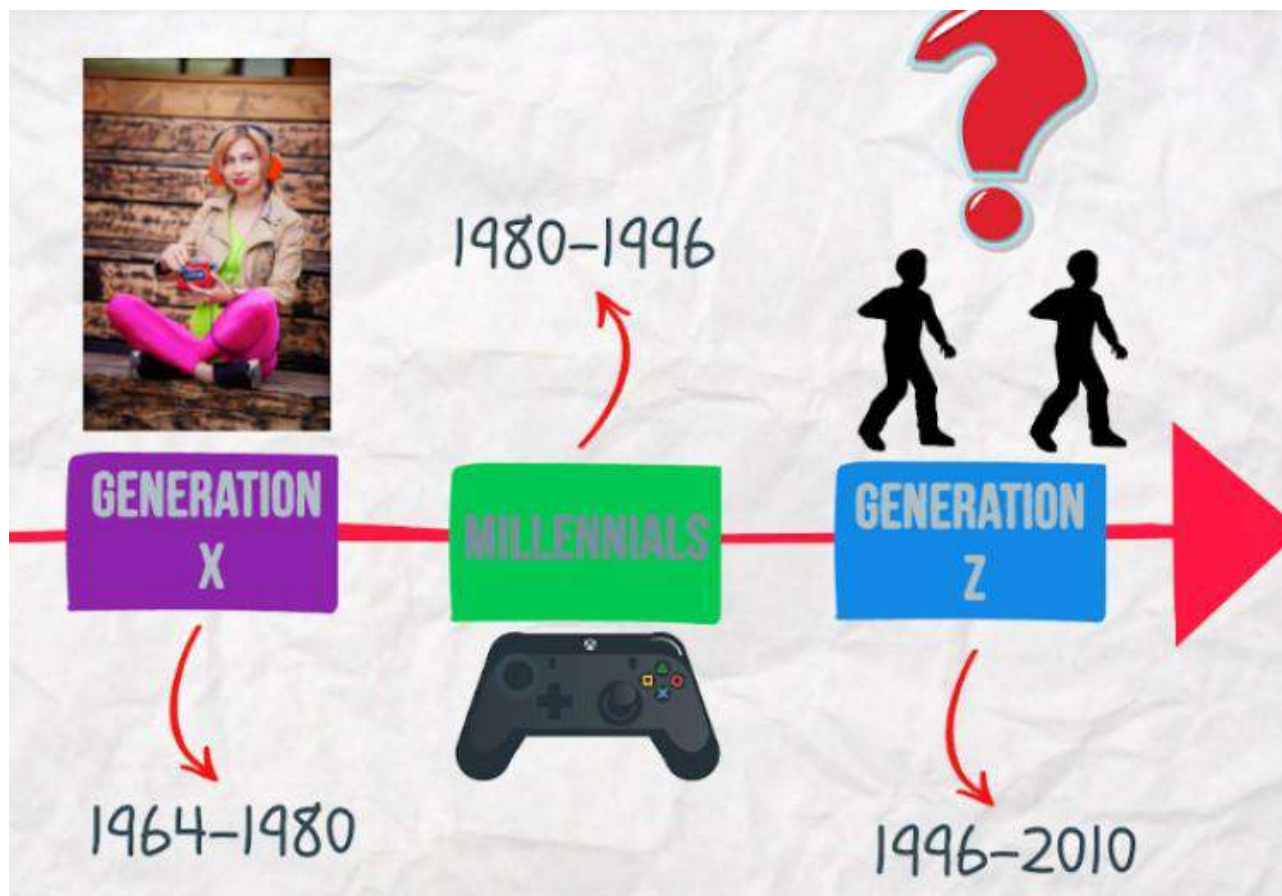 1980-1996
GENERATION
X
MILLENNIALS
GENERATION
Z
1964-1980
1996-2010